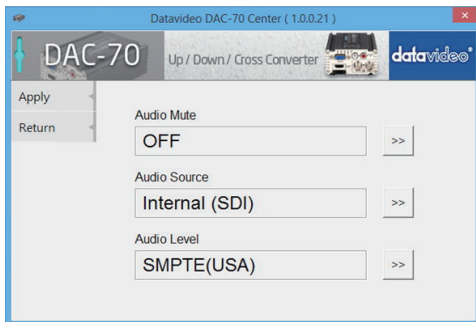 Datavideo DAC-70 Center ( 1.0.0.21 )
DAC-70
Up / Down / Cross Converter
datavideo
Apply
Return
Audio Mute
OFF
>>
Audio Source
Internal (SDI)
>>
Audio Level
SMPTE(USA)
>>